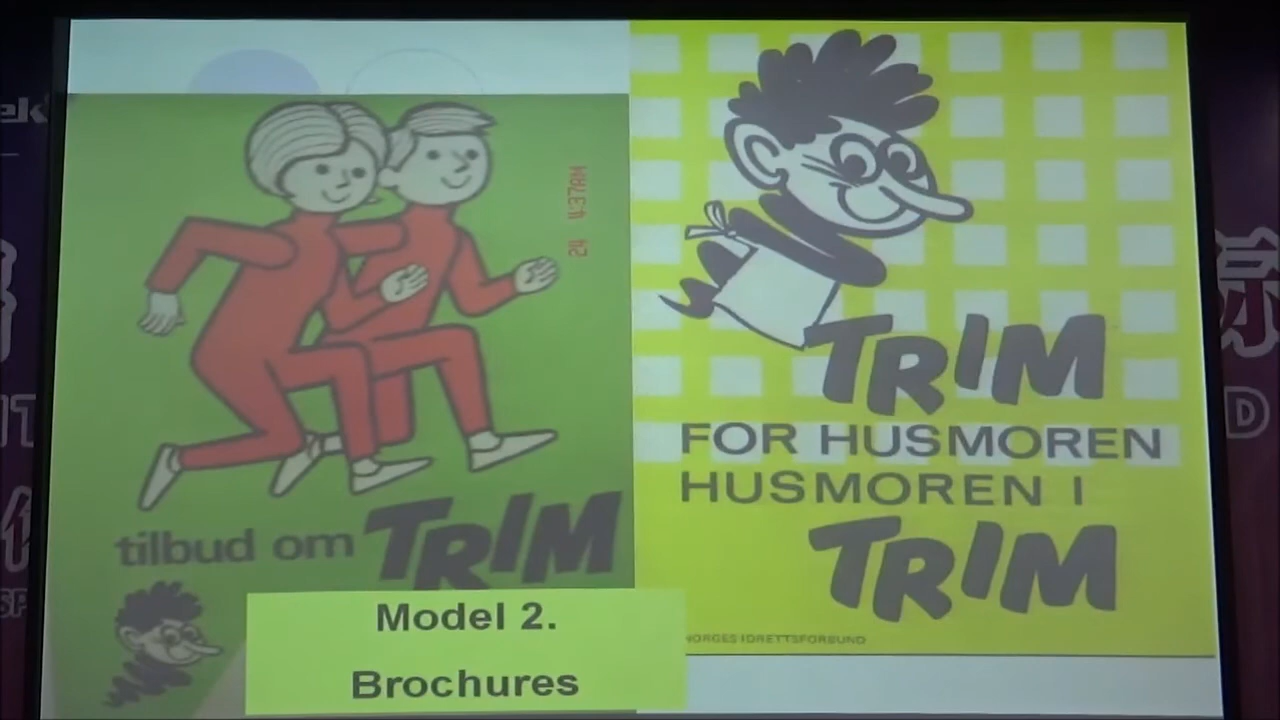 tilbud om TRIM
TRIM
FOR HUSMOREN
HUSMOREN I
TRIM
NORGES IDRETTSFORBUND
Model 2.
Brochures